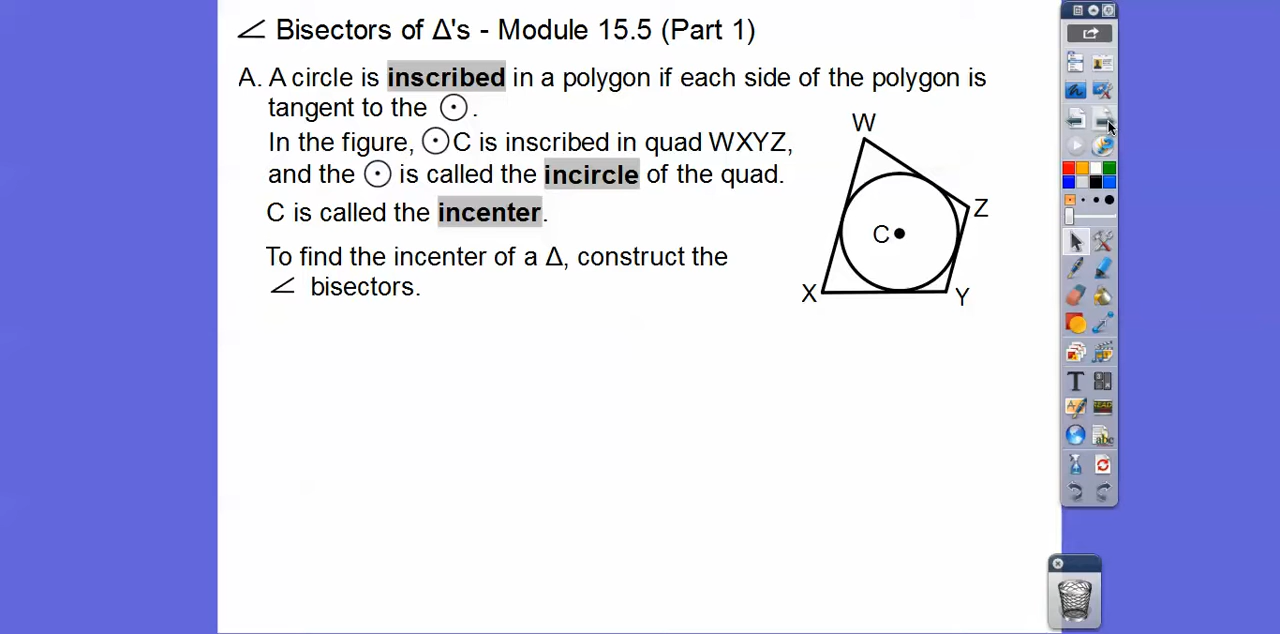 ∠ Bisectors of Δ's - Module 15.5 (Part 1)
A. A circle is inscribed in a polygon if each side of the polygon is
tangent to the ⊙.
In the figure, ⊙C is inscribed in quad WXYZ,
and the ⊙ is called the incircle of the quad.
C is called the incenter.
To find the incenter of a Δ, construct the
∠ bisectors.
W
Z
C
X
Y